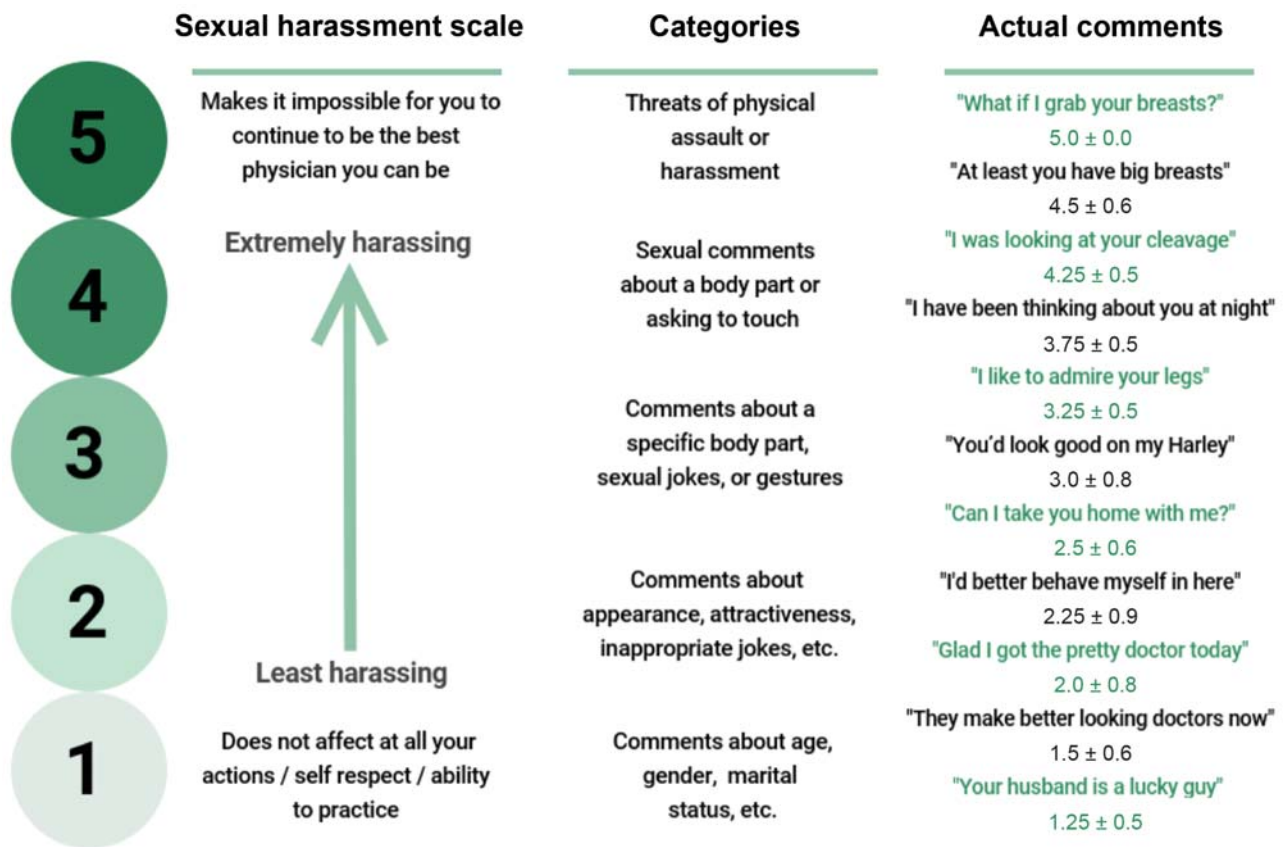 Sexual harassment scale
Categories
Actual comments
5
Makes it impossible for you to
continue to be the best
physician you can be
Threats of physical
assault or
harassment
"What if I grab your breasts?"
5.0 ± 0.0
"At least you have big breasts"
4.5 ± 0.6
4
Extremely harassing
Sexual comments
about a body part or
asking to touch
"I was looking at your cleavage"
4.25 ± 0.5
"I have been thinking about you at night"
3.75 ± 0.5
3
Comments about a
specific body part,
sexual jokes, or gestures
"I like to admire your legs"
3.25 ± 0.5
"You'd look good on my Harley"
3.0 ± 0.8
"Can I take you home with me?"
2.5 ± 0.6
2
Least harassing
Comments about
appearance, attractiveness,
inappropriate jokes, etc.
"I'd better behave myself in here"
2.25 ± 0.9
"Glad I got the pretty doctor today"
2.0 ± 0.8
1
Does not affect at all your
actions / self respect / ability
to practice
Comments about age,
gender, marital
status, etc.
"They make better looking doctors now"
1.5 ± 0.6
"Your husband is a lucky guy"
1.25 ± 0.5